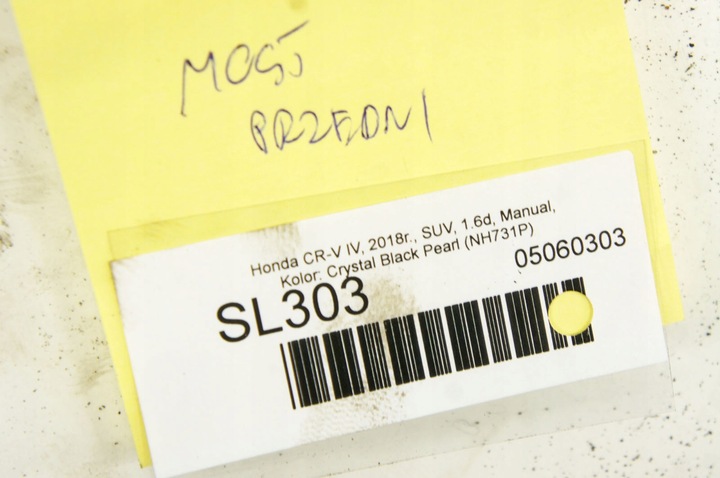 MOST
PRZEDNI
Honda CR-V IV, 2018r., SUV, 1.6d, Manual,
Kolor: Crystal Black Pearl (NH731P)
05060303
SL303